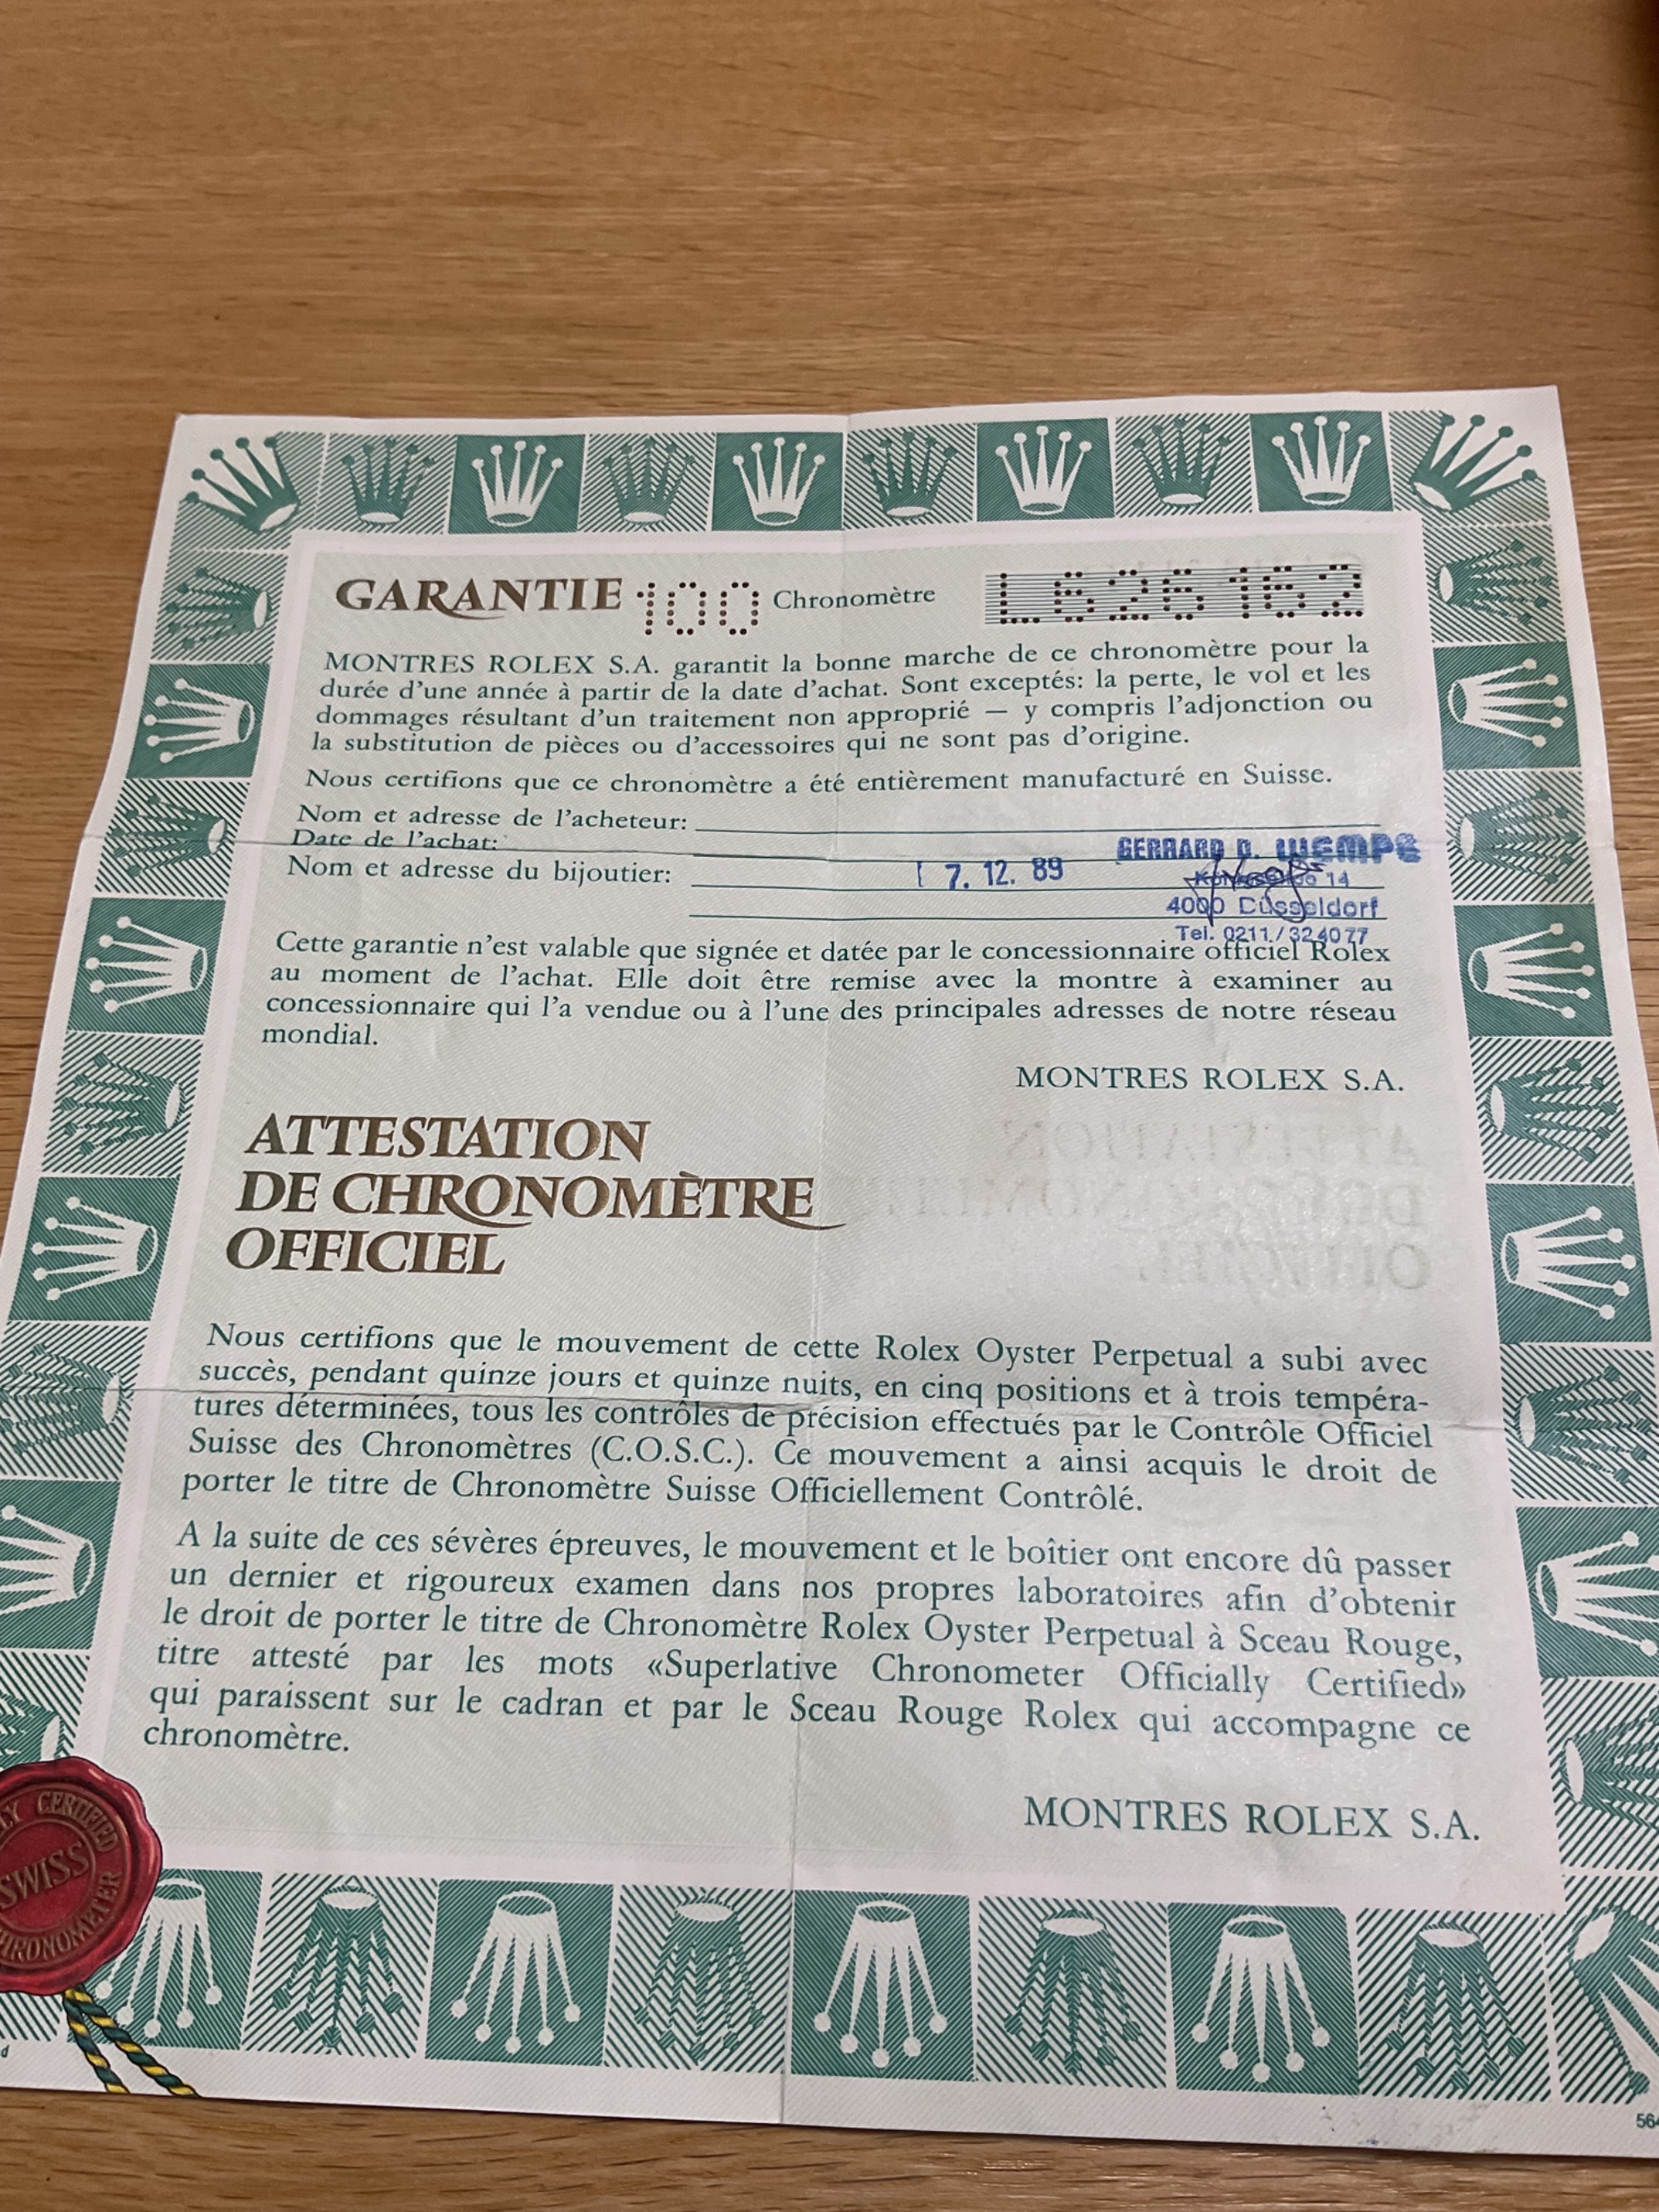 GARANTIE 100 Chronomètre L626162
MONTRES ROLEX S.A. garantit la bonne marche de ce chronomètre pour la
durée d'une année à partir de la date d'achat. Sont exceptés: la perte, le vol et les
dommages résultant d'un traitement non approprié — y compris l'adjonction ou
la substitution de pièces ou d'accessoires qui ne sont pas d'origine.
Nous certifions que ce chronomètre a été entièrement manufacturé en Suisse.
Nom et adresse de l'acheteur:
Date de l'achat:
GERRARD D. WEMPE
Nom et adresse du bijoutier:
7. 12. 89
14
4000 Düsseldorf
Tel. 0211/324077
Cette garantie n'est valable que signée et datée par le concessionnaire officiel Rolex
au moment de l'achat. Elle doit être remise avec la montre à examiner au
concessionnaire qui l'a vendue ou à l'une des principales adresses de notre réseau
mondial.
MONTRES ROLEX S.A.
ATTESTATION
DE CHRONOMÈTRE
OFFICIEL
Nous certifions que le mouvement de cette Rolex Oyster Perpetual a subi avec
succès, pendant quinze jours et quinze nuits, en cinq positions et à trois tempéra-
tures déterminées, tous les contrôles de précision effectués par le Contrôle Officiel
Suisse des Chronomètres (C.O.S.C.). Ce mouvement a ainsi acquis le droit de
porter le titre de Chronomètre Suisse Officiellement Contrôlé.
A la suite de ces sévères épreuves, le mouvement et le boîtier ont encore dû passer
un dernier et rigoureux examen dans nos propres laboratoires afin d'obtenir
le droit de porter le titre de Chronomètre Rolex Oyster Perpetual à Sceau Rouge,
titre attesté par les mots «Superlative Chronometer Officially Certified»
qui paraissent sur le cadran et par le Sceau Rouge Rolex qui accompagne ce
chronomètre.
MONTRES ROLEX S.A.
LY CERTIFIED
SWISS
HRONOMETER
d
564